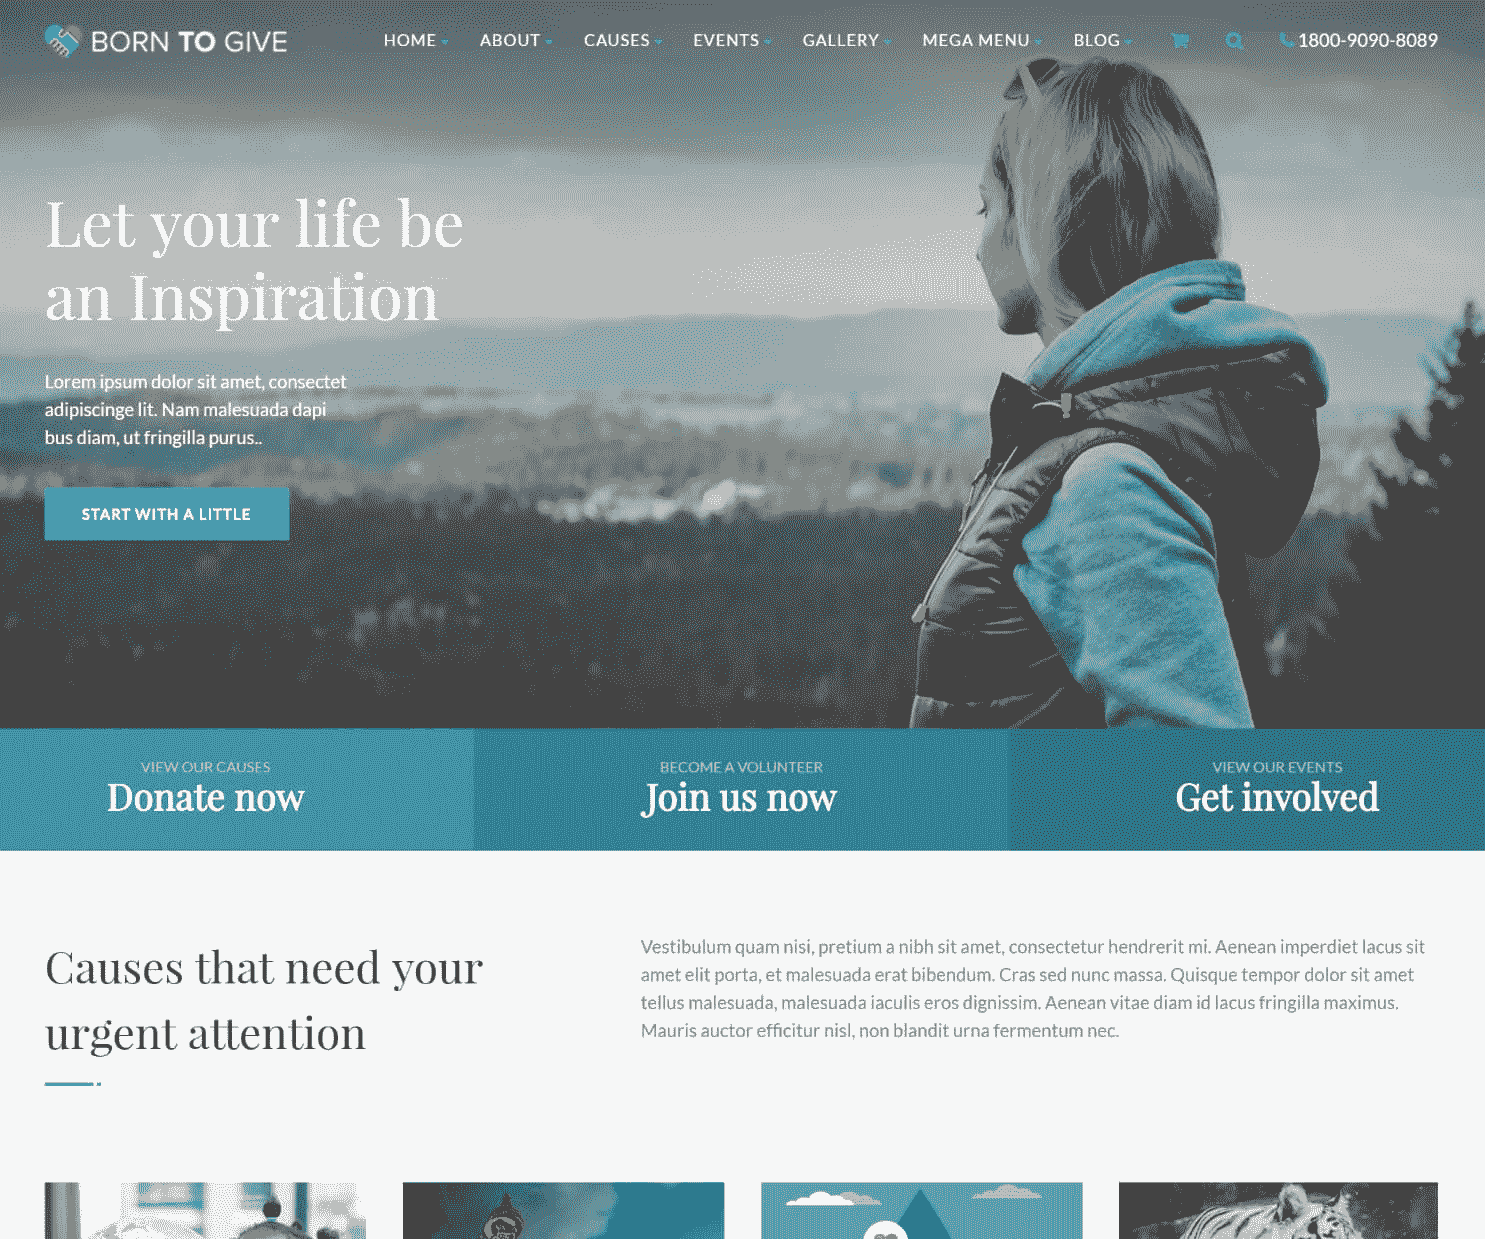 BORN TO GIVE
HOME ABOUT CAUSES EVENTS GALLERY MEGA MENU BLOG 1800-9090-8089
Let your life be
an Inspiration
Lorem ipsum dolor sit amet, consectet
adipiscinge lit. Nam malesuada dapi
bus diam, ut fringilla purus..
START WITH A LITTLE
VIEW OUR CAUSES
Donate now
BECOME A VOLUNTEER
Join us now
VIEW OUR EVENTS
Get involved
Causes that need your
urgent attention
Vestibulum quam nisi, pretium a nibh sit amet, consectetur hendrerit mi. Aenean imperdiet lacus sit
amet elit porta, et malesuada erat bibendum. Cras sed nunc massa. Quisque tempor dolor sit amet
tellus malesuada, malesuada iaculis eros dignissim. Aenean vitae diam id lacus fringilla maximus.
Mauris auctor efficitur nisl, non blandit urna fermentum nec.